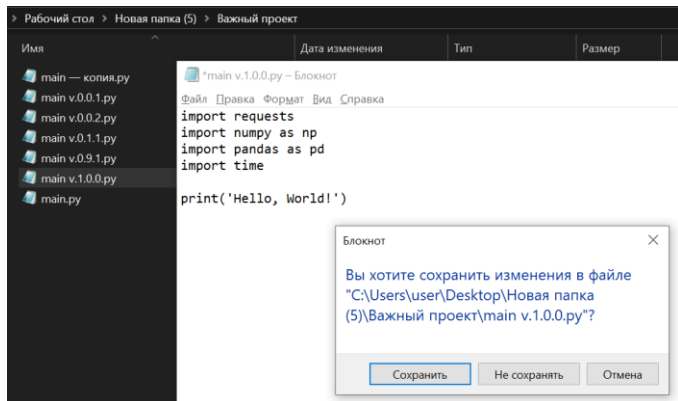 > Рабочий стол > Новая папка (5) > Важный проект
Имя Дата изменения Тип Размер
main — копия.py
main v.0.0.1.py
main v.0.0.2.py
main v.0.1.1.py
main v.0.9.1.py
main v.1.0.0.py
main.py
*main v.1.0.0.py – Блокнот
Файл Правка Формат Вид Справка
import requests
import numpy as np
import pandas as pd
import time
print('Hello, World!')
Блокнот
Вы хотите сохранить изменения в файле
"C:\Users\user\Desktop\Новая папка
(5)\Важный проект\main v.1.0.0.py"?
Сохранить Не сохранять Отмена